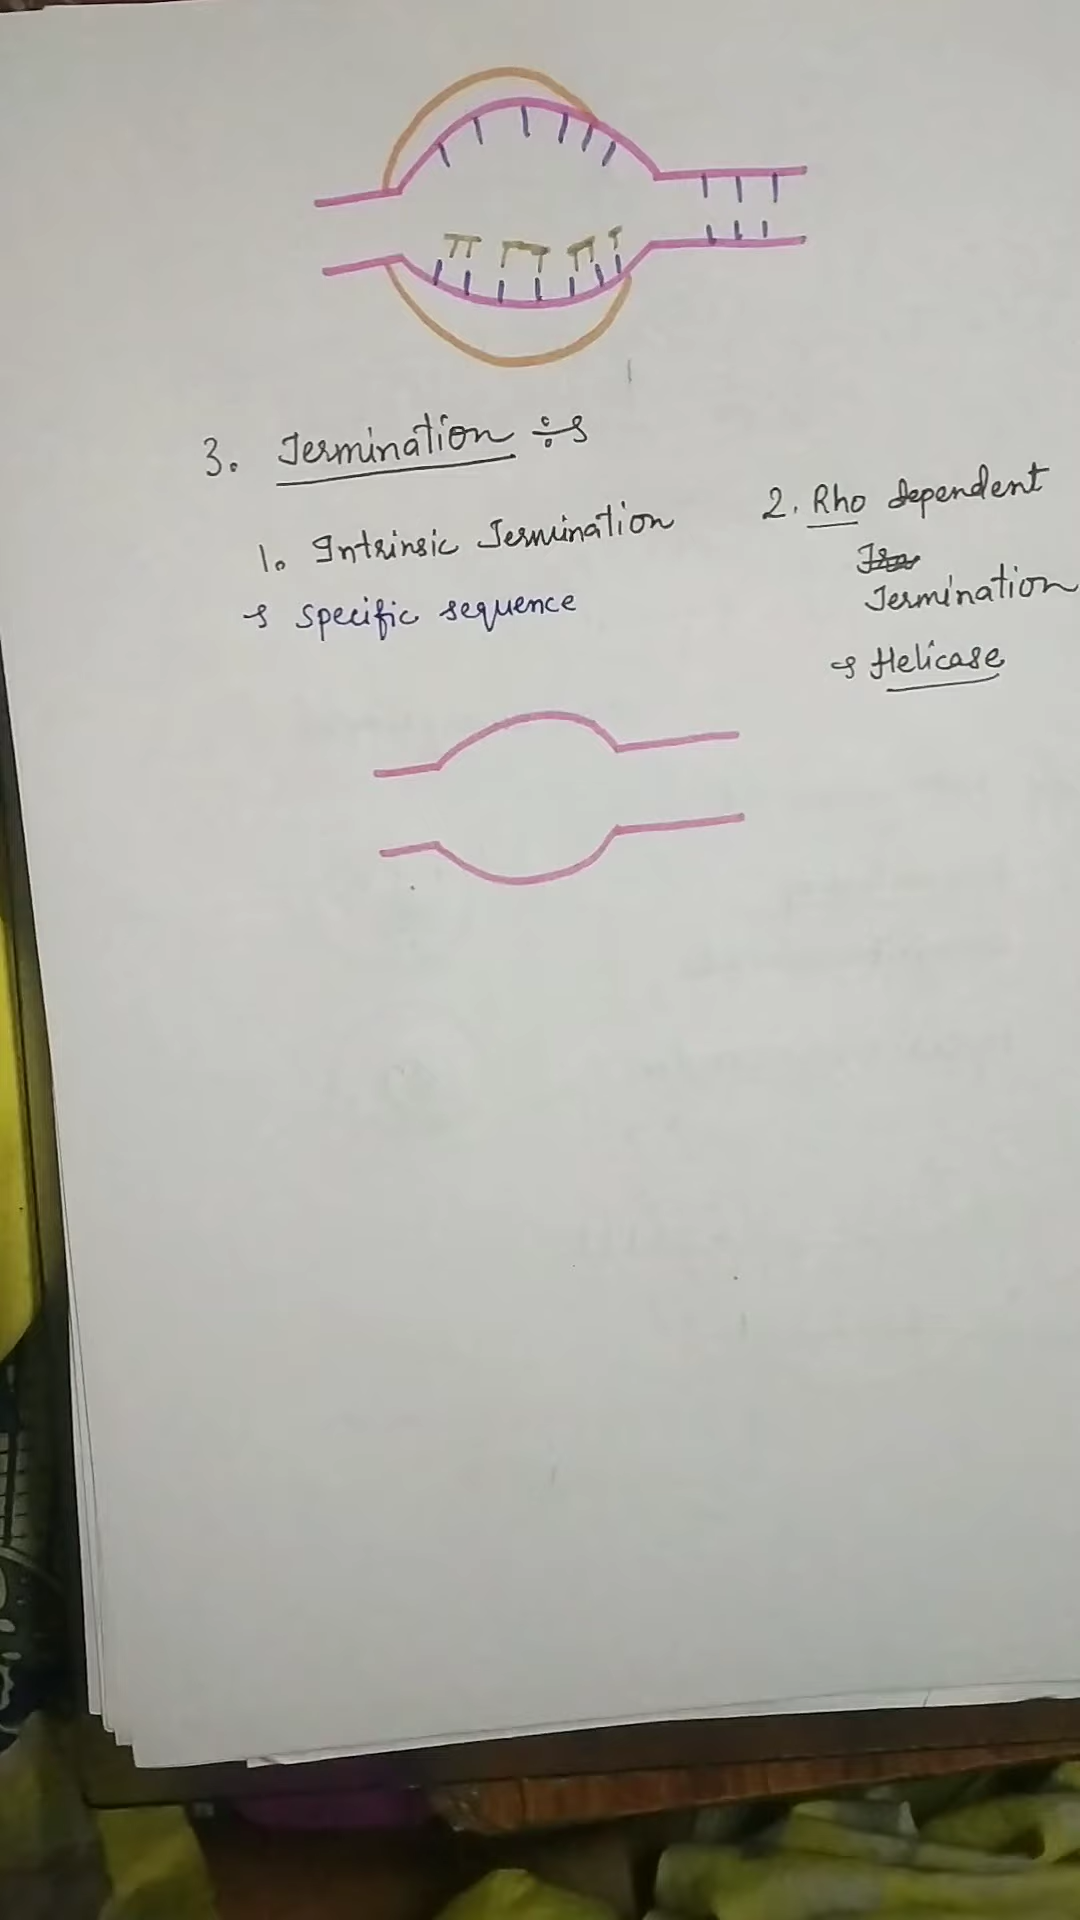 3. Termination :-
1. Intrinsic Termination
→ Specific sequence
2. Rho dependent
Termination
→ Helicase